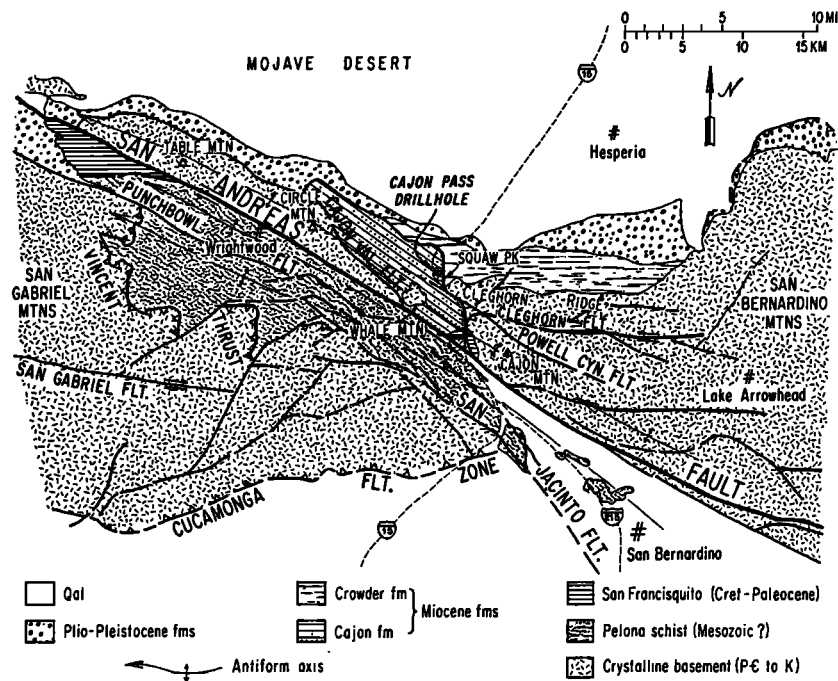 0 5 10 MI
0 5 10 15 KM
MOJAVE DESERT
15
N
Hesperia
SAN ANDREAS FAULT
TABLE MTN
CAJON PASS
DRILLHOLE
CIRCLE
MTN
CAJON VAL FLT
PUNCHBOWL FLT
Wrightwood
SQUAW PK
CLEGHORN RIDGE
CLEGHORN FLT
SAN
GABRIEL
MTNS
VINCENT THRUST
SAN
BERNARDINO
MTNS
WHALE MTN
POWELL CYN. FLT
CAJON
MTN
Lake Arrowhead
SAN GABRIEL FLT.
SAN JACINTO FLT.
CUCAMONGA FLT. ZONE
15
San Bernardino
Qal
Plio-Pleistocene fms
Antiform axis
Crowder fm
Cajon fm
Miocene fms
San Francisquito (Cret-Paleocene)
Pelona schist (Mesozoic ?)
Crystalline basement (P-Є to K)